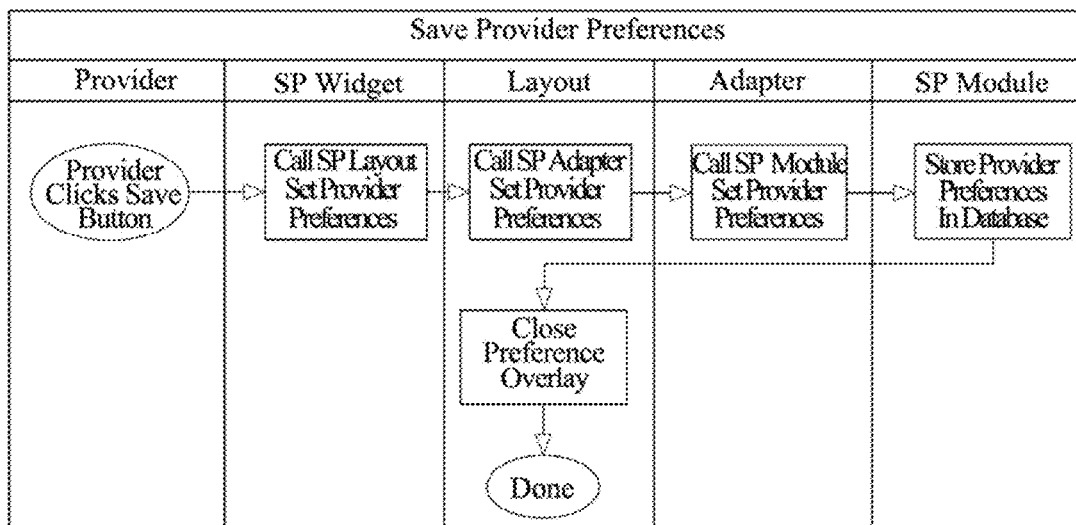 Save Provider Preferences
Provider
SP Widget
Layout
Adapter
SP Module
Provider
Clicks Save
Button
Call SP Layout
Set Provider
Preferences
Call SP Adapter
Set Provider
Preferences
Call SP Module
Set Provider
Preferences
Store Provider
Preferences
In Database
Close
Preference
Overlay
Done